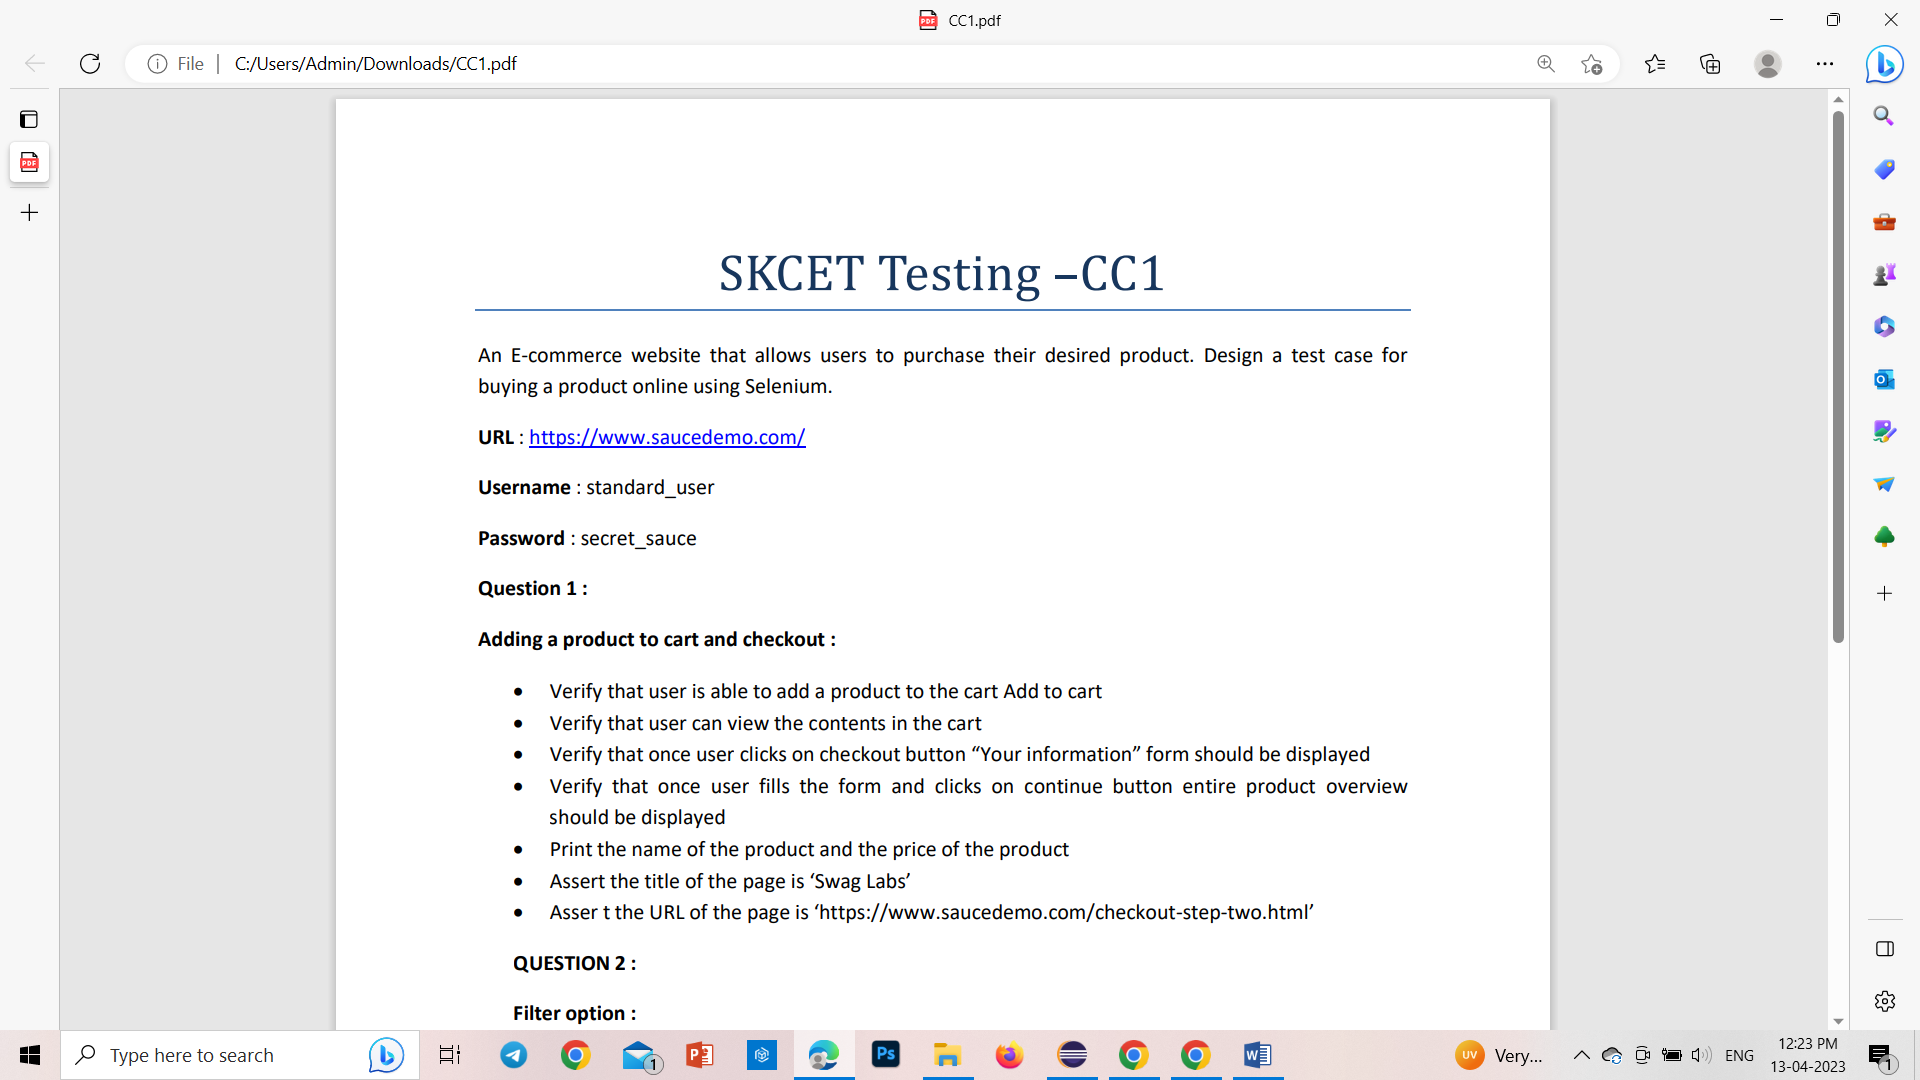 CC1.pdf
File
C:/Users/Admin/Downloads/CC1.pdf
SKCET Testing –CC1
An E-commerce website that allows users to purchase their desired product. Design a test case for
buying a product online using Selenium.
URL : https://www.saucedemo.com/
Username : standard_user
Password : secret_sauce
Question 1 :
Adding a product to cart and checkout :
• Verify that user is able to add a product to the cart Add to cart
• Verify that user can view the contents in the cart
• Verify that once user clicks on checkout button “Your information” form should be displayed
• Verify that once user fills the form and clicks on continue button entire product overview
should be displayed
• Print the name of the product and the price of the product
• Assert the title of the page is ‘Swag Labs’
• Asser t the URL of the page is ‘https://www.saucedemo.com/checkout-step-two.html’
QUESTION 2 :
Filter option :
Type here to search
1
Ps
UV
Very...
ENG
12:23 PM
13-04-2023
1